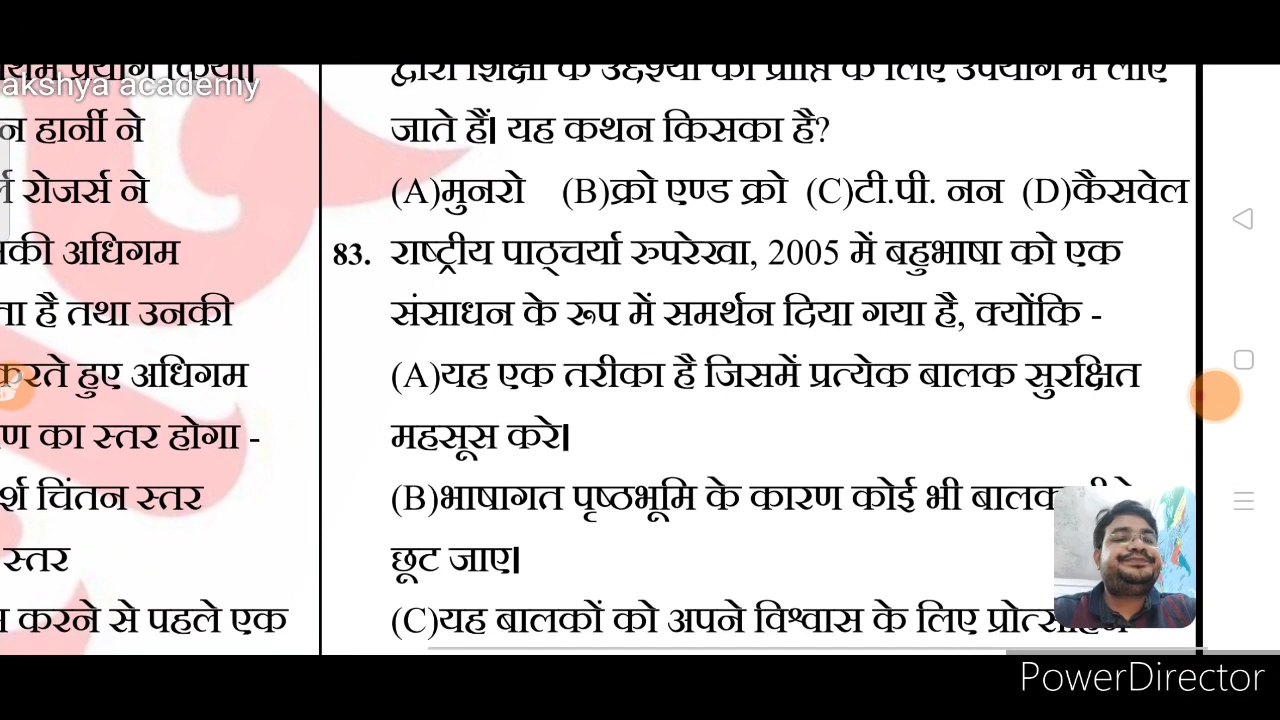 akshya academy
न हार्नी ने
रोजर्स ने
की अधिगम
ता है तथा उनकी
करते हुए अधिगम
ण का स्तर होगा -
र्श चिंतन स्तर
स्तर
करने से पहले एक
द्वारा शिक्षा के उद्देश्यों की प्राप्ति के लिए उपयोग में लाए
जाते हैं। यह कथन किसका है?
(A)मुनरो (B)क्रो एण्ड क्रो (C)टी.पी. नन (D)कैसवेल
83. राष्ट्रीय पाठ्चर्या रुपरेखा, 2005 में बहुभाषा को एक
संसाधन के रूप में समर्थन दिया गया है, क्योंकि -
(A)यह एक तरीका है जिसमें प्रत्येक बालक सुरक्षित
महसूस करे।
(B)भाषागत पृष्ठभूमि के कारण कोई भी बालक
छूट जाए।
(C)यह बालकों को अपने विश्वास के लिए
PowerDirector